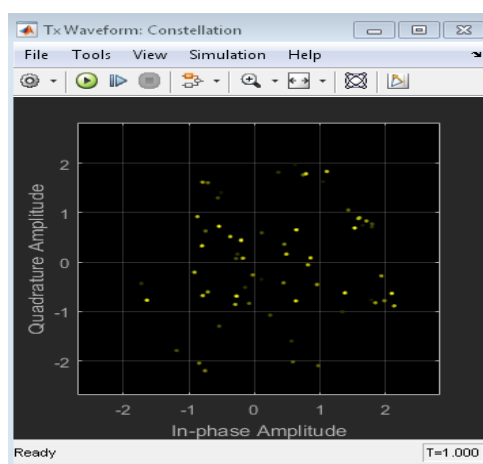 Tx Waveform: Constellation
File Tools View Simulation Help
Quadrature Amplitude
2
1
0
-1
-2
-2 -1 0 1 2
In-phase Amplitude
Ready T=1.000